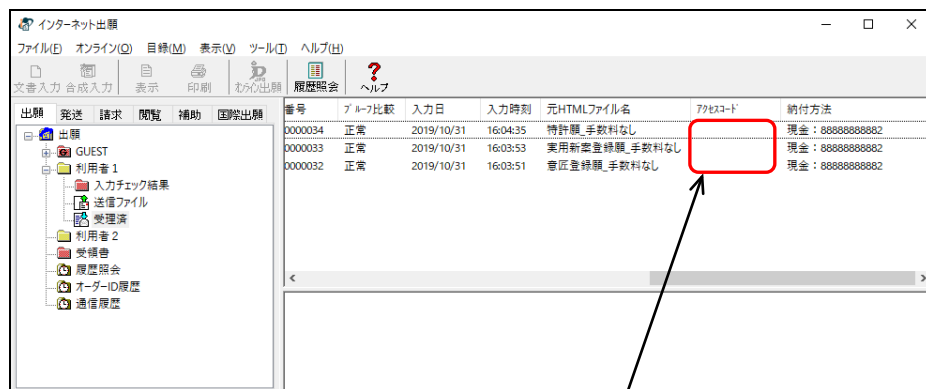 インターネット出願
ファイル(F) オンライン(O) 目録(M) 表示(V) ツール(T) ヘルプ(H)
文書入力 合成入力 表示 印刷 わかん出願 履歴照会 ヘルプ
出願 発送 請求 閲覧 補助 国際出願
出願
GUEST
利用者1
入力チェック結果
送信ファイル
受理済
利用者2
受領書
履歴照会
オーダーID履歴
通信履歴
番号 プルーフ比較 入力日 入力時刻 元HTMLファイル名 アクセスコード 納付方法
0000034 正常 2019/10/31 16:04:35 特許願_手数料なし 現金:88888888882
0000033 正常 2019/10/31 16:03:53 実用新案登録願_手数料なし 現金:88888888882
0000032 正常 2019/10/31 16:03:51 意匠登録願_手数料なし 現金:88888888882